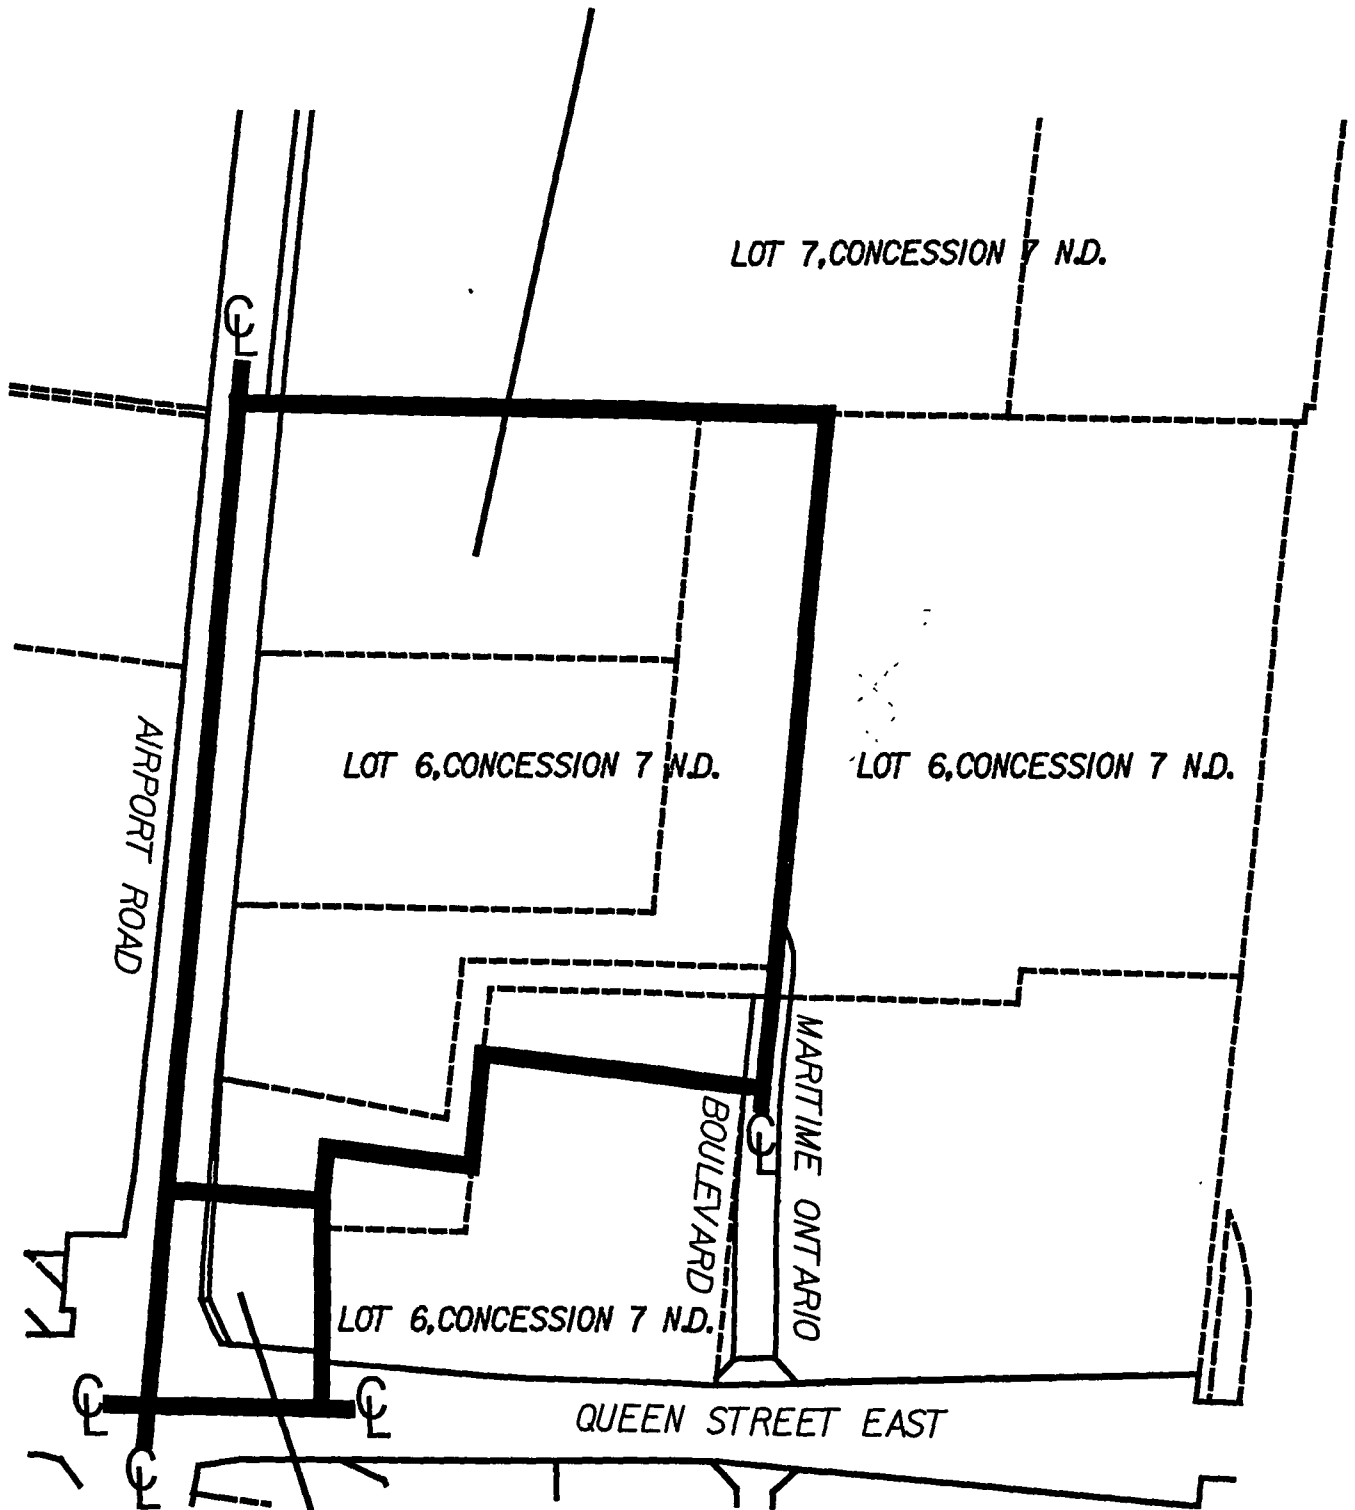 LOT 7,CONCESSION 7 N.D.
℄
LOT 6,CONCESSION 7 N.D.
LOT 6,CONCESSION 7 N.D.
AIRPORT ROAD
MARITIME ONTARIO
BOULEVARD
℄
LOT 6,CONCESSION 7 N.D.
℄
℄
QUEEN STREET EAST
℄